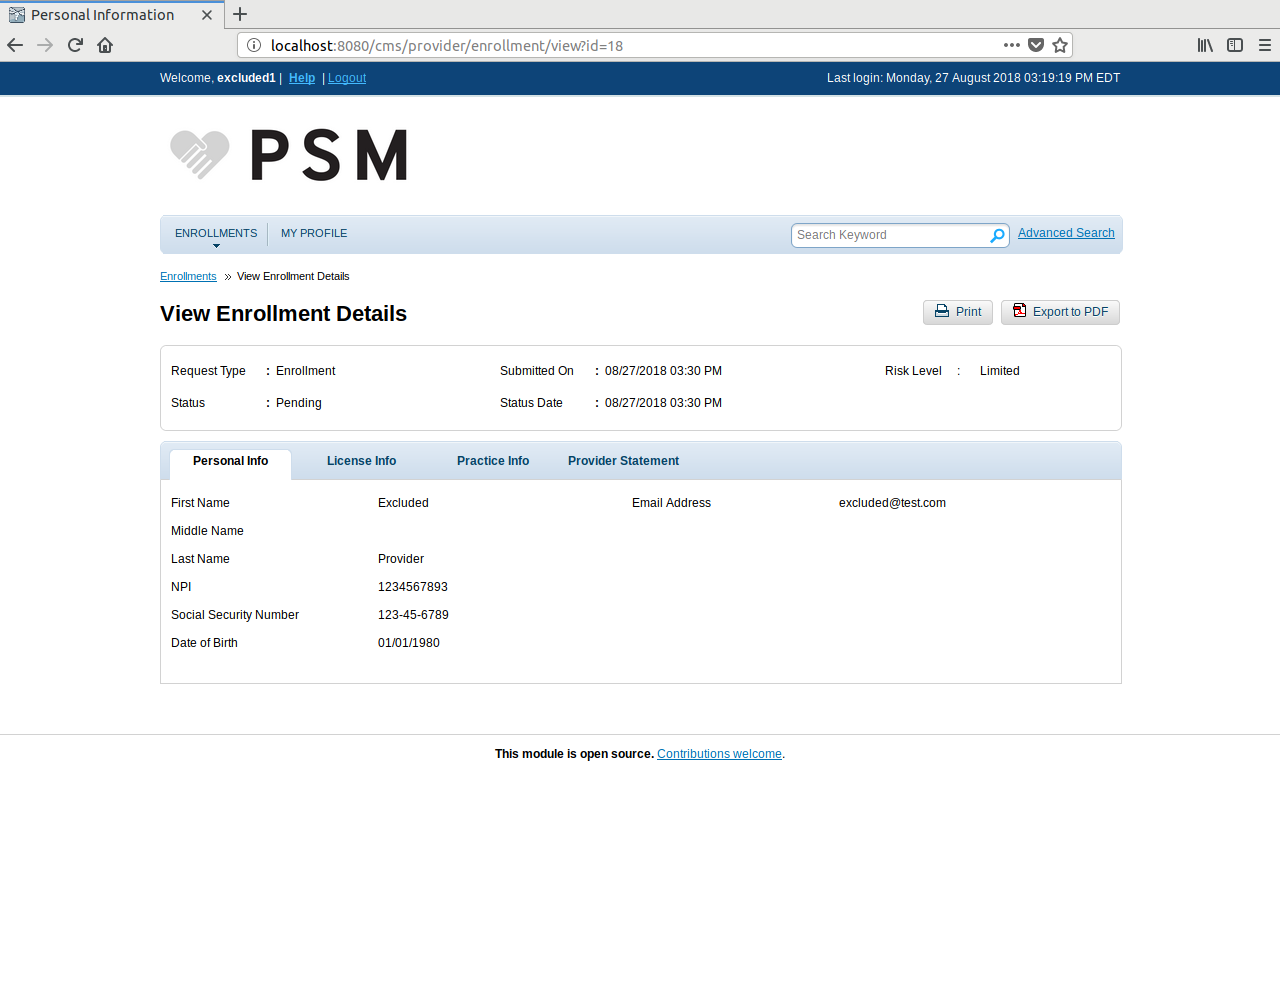 Personal Information
localhost:8080/cms/provider/enrollment/view?id=18
Welcome, excluded1 | Help | Logout Last login: Monday, 27 August 2018 03:19:19 PM EDT
PSM
ENROLLMENTS MY PROFILE Search Keyword Advanced Search
Enrollments » View Enrollment Details
View Enrollment Details Print Export to PDF
Request Type : Enrollment Submitted On : 08/27/2018 03:30 PM Risk Level : Limited
Status : Pending Status Date : 08/27/2018 03:30 PM
Personal Info License Info Practice Info Provider Statement
First Name Excluded Email Address excluded@test.com
Middle Name
Last Name Provider
NPI 1234567893
Social Security Number 123-45-6789
Date of Birth 01/01/1980
This module is open source. Contributions welcome.